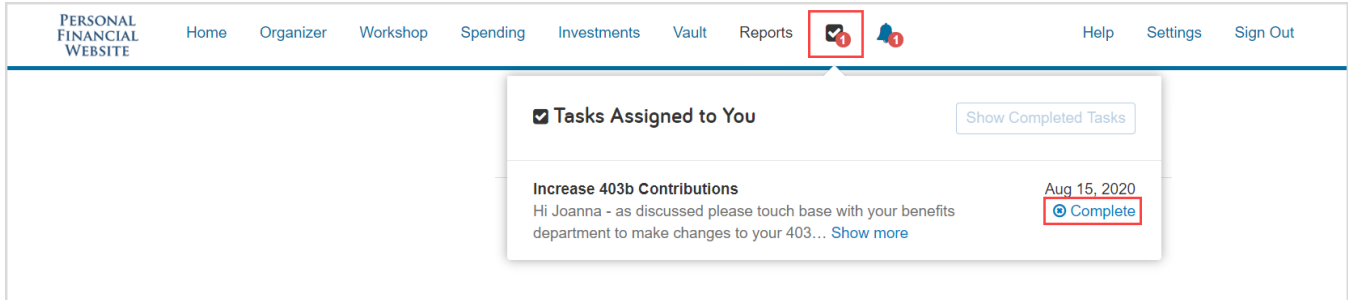 PERSONAL
FINANCIAL
WEBSITE
Home Organizer Workshop Spending Investments Vault Reports 1 1 Help Settings Sign Out
Tasks Assigned to You
Show Completed Tasks
Increase 403b Contributions Aug 15, 2020
Hi Joanna - as discussed please touch base with your benefits Complete
department to make changes to your 403… Show more